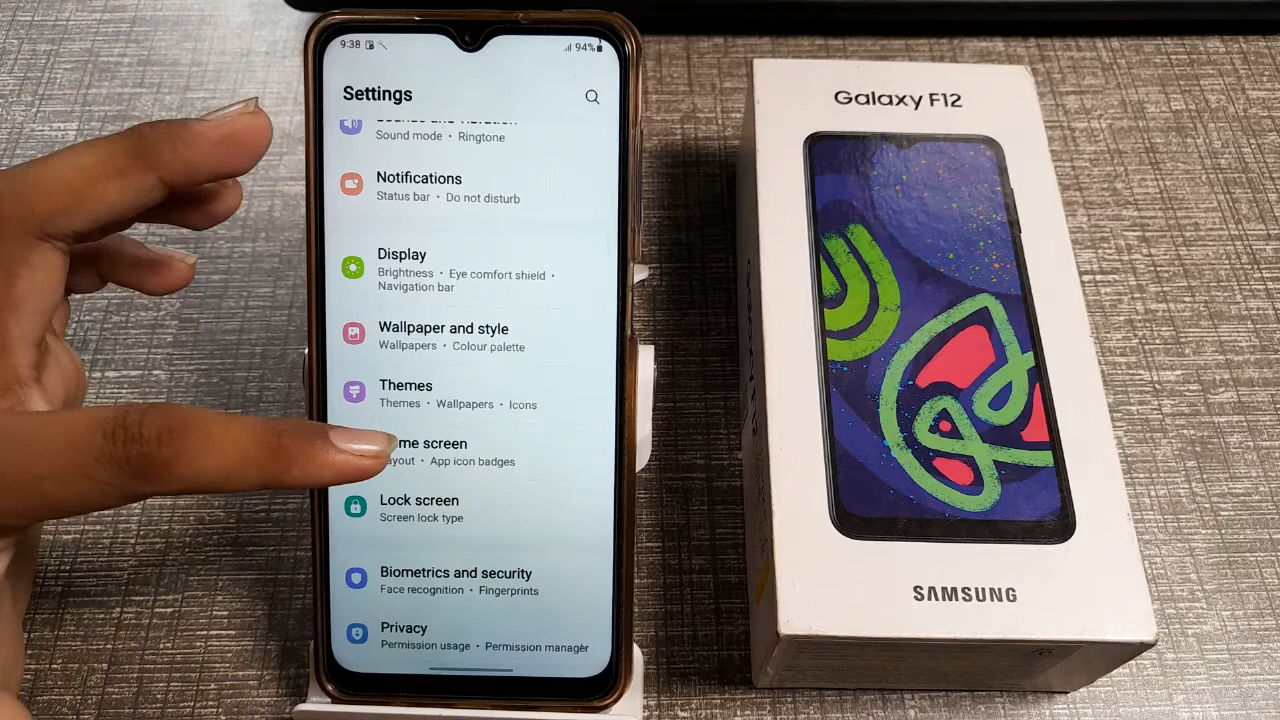 9:38
94%
Settings
Sound mode • Ringtone
Notifications
Status bar • Do not disturb
Display
Brightness • Eye comfort shield •
Navigation bar
Wallpaper and style
Wallpapers • Colour palette
Themes
Themes • Wallpapers • Icons
me screen
ayout • App icon badges
Lock screen
Screen lock type
Biometrics and security
Face recognition • Fingerprints
Privacy
Permission usage • Permission manager
Galaxy F12
SAMSUNG